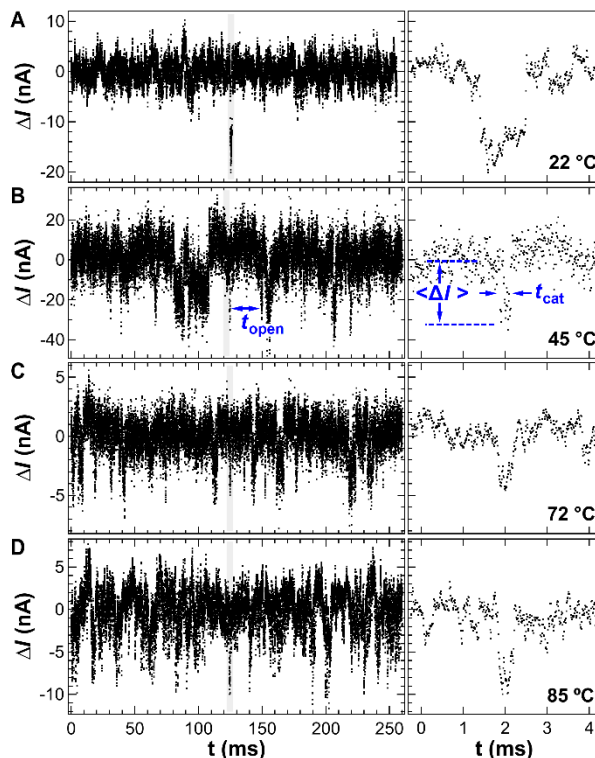 A
ΔI (nA)
10
0
-10
-20
22 °C
B
ΔI (nA)
20
0
-20
-40
t_open
<ΔI>
t_cat
45 °C
C
ΔI (nA)
5
0
-5
72 °C
D
ΔI (nA)
5
0
-5
-10
85 ºC
0 50 100 150 200 250 0 1 2 3 4
t (ms) t (ms)